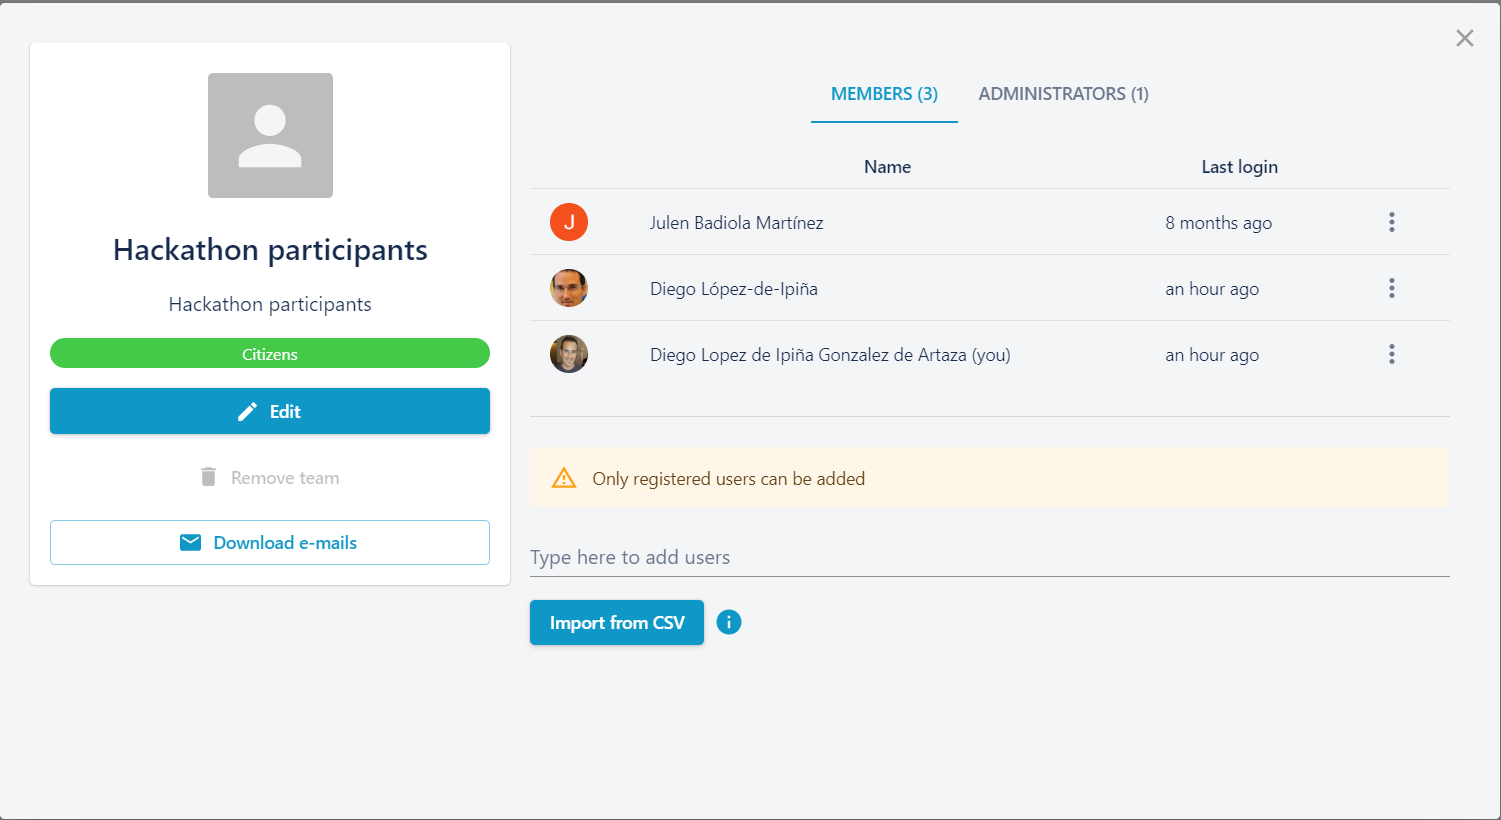 Hackathon participants
Hackathon participants
Citizens
Edit
Remove team
Download e-mails
MEMBERS (3) ADMINISTRATORS (1)
Name Last login
J Julen Badiola Martínez 8 months ago
Diego López-de-Ipiña an hour ago
Diego Lopez de Ipiña Gonzalez de Artaza (you) an hour ago
Only registered users can be added
Type here to add users
Import from CSV